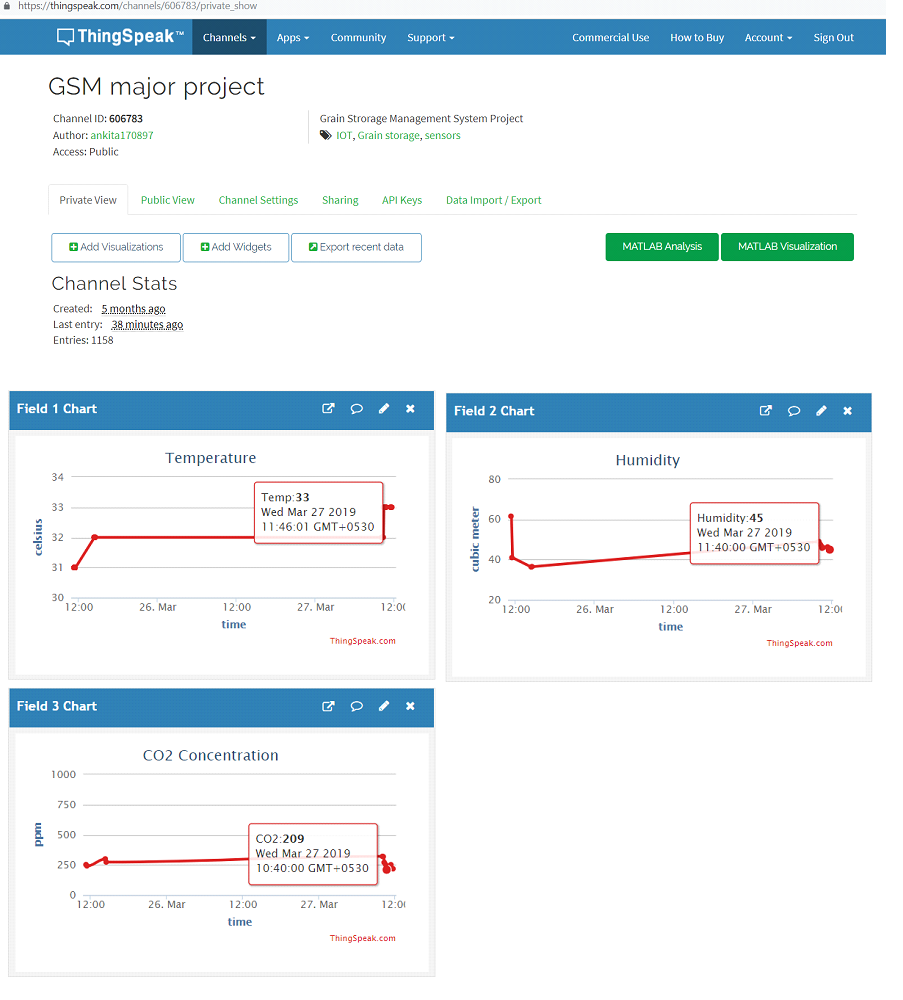 https://thingspeak.com/channels/606783/private_show
ThingSpeak™ Channels Apps Community Support Commercial Use How to Buy Account Sign Out
GSM major project
Channel ID: 606783
Author: ankita170897
Access: Public
Grain Strorage Management System Project
IOT, Grain storage, sensors
Private View Public View Channel Settings Sharing API Keys Data Import / Export
Add Visualizations Add Widgets Export recent data MATLAB Analysis MATLAB Visualization
Channel Stats
Created: 5 months ago
Last entry: 38 minutes ago
Entries: 1158
Field 1 Chart
Temperature
celsius
34
33
32
31
30
Temp:33
Wed Mar 27 2019
11:46:01 GMT+0530
12:00 26. Mar 12:00 27. Mar 12:0(
time
ThingSpeak.com
Field 2 Chart
Humidity
cubic meter
80
60
40
20
Humidity:45
Wed Mar 27 2019
11:40:00 GMT+0530
12:00 26. Mar 12:00 27. Mar 12:0(
time
ThingSpeak.com
Field 3 Chart
CO2 Concentration
ppm
1000
750
500
250
0
CO2:209
Wed Mar 27 2019
10:40:00 GMT+0530
12:00 26. Mar 12:00 27. Mar 12:0(
time
ThingSpeak.com